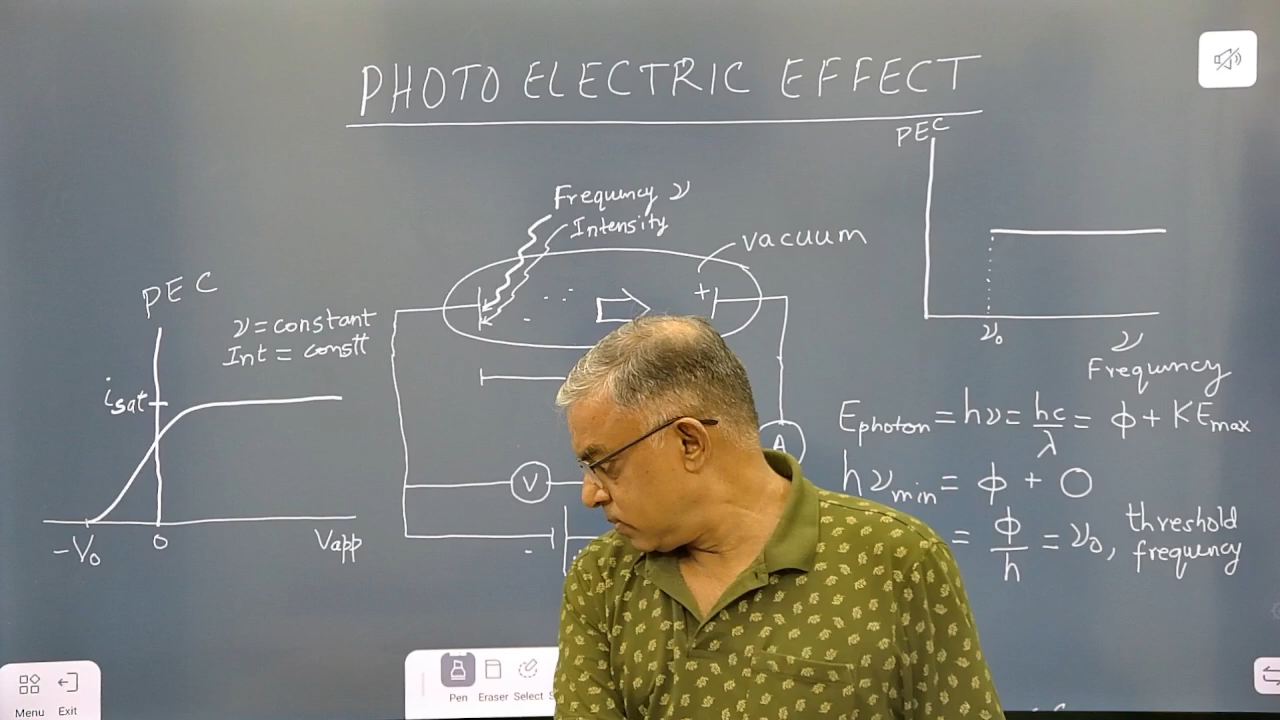 PHOTO ELECTRIC EFFECT
PEC
Frequency ν
Intensity
vacuum
+
-
PEC
ν = constant
Int = constt
i sat
-V₀
0
Vapp
V
A
-
ν₀
ν
Frequency
Ephoton = hν = hc/λ = ϕ + KEmax
hνmin = ϕ + 0
= ϕ/h = ν₀, threshold
frequency
Menu
Exit
Pen
Eraser
Select